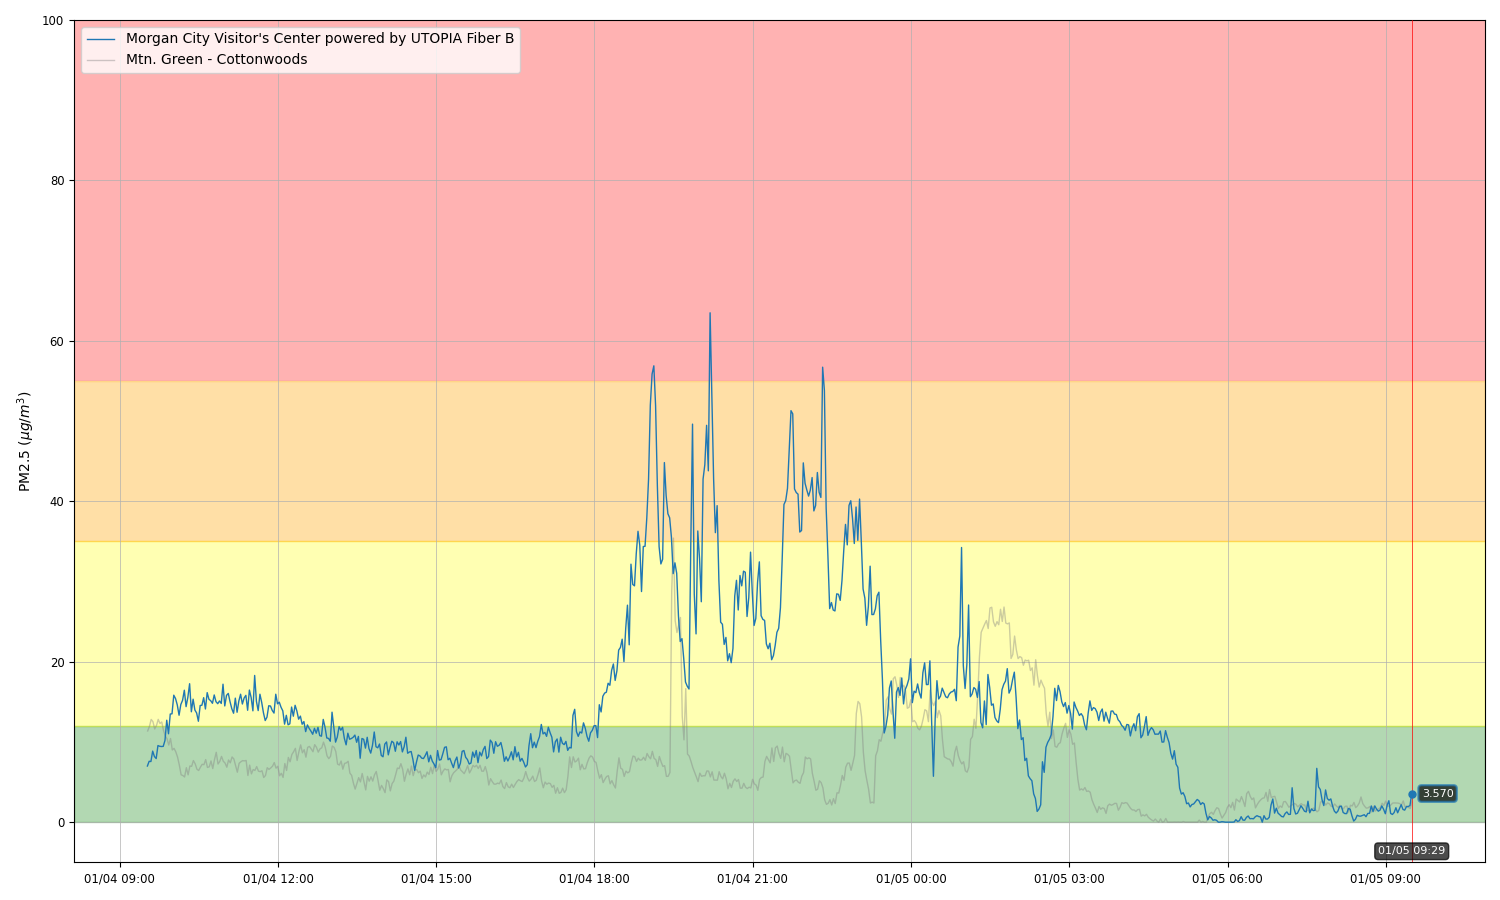 100
Morgan City Visitor's Center powered by UTOPIA Fiber B
Mtn. Green - Cottonwoods
80
60
PM2.5 (μg/m³)
40
20
3.570
0
01/05 09:29
01/04 09:00 01/04 12:00 01/04 15:00 01/04 18:00 01/04 21:00 01/05 00:00 01/05 03:00 01/05 06:00 01/05 09:00